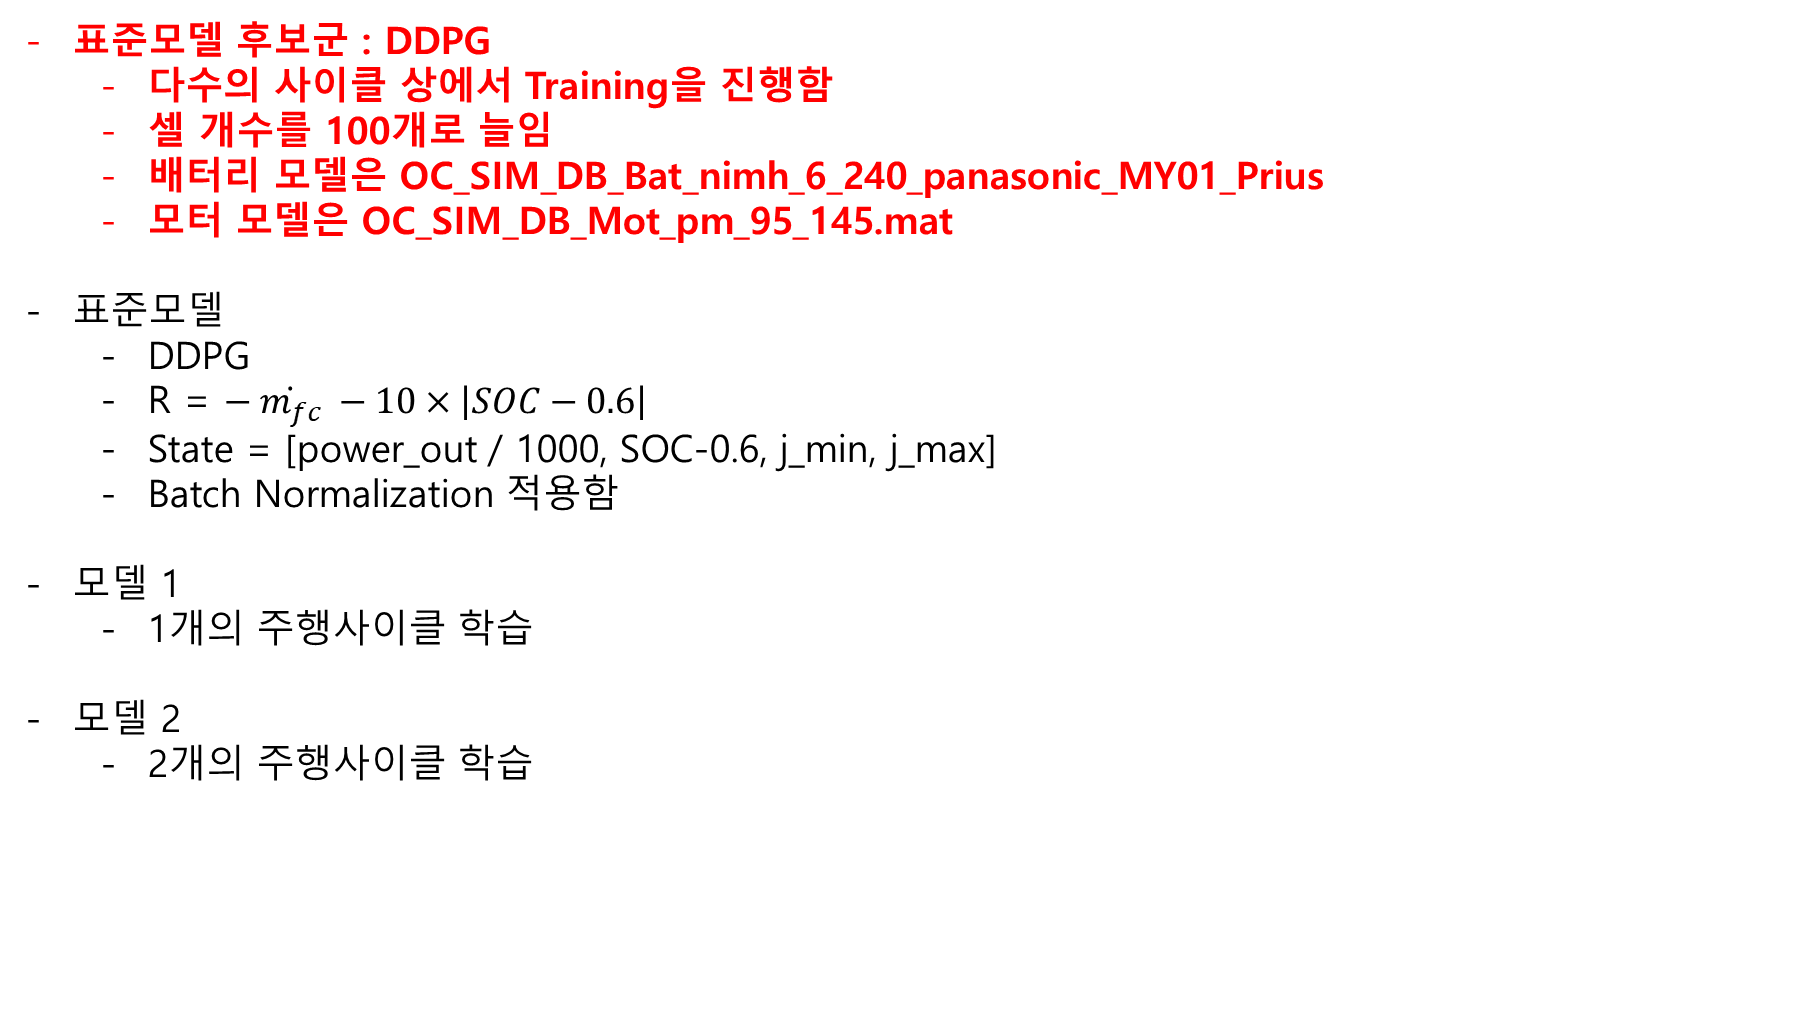 - 표준모델 후보군 : DDPG
- 다수의 사이클 상에서 Training을 진행함
- 셀 개수를 100개로 늘임
- 배터리 모델은 OC_SIM_DB_Bat_nimh_6_240_panasonic_MY01_Prius
- 모터 모델은 OC_SIM_DB_Mot_pm_95_145.mat
- 표준모델
- DDPG
- R = − ṁ_fc − 10 × |SOC − 0.6|
- State = [power_out / 1000, SOC-0.6, j_min, j_max]
- Batch Normalization 적용함
- 모델 1
- 1개의 주행사이클 학습
- 모델 2
- 2개의 주행사이클 학습